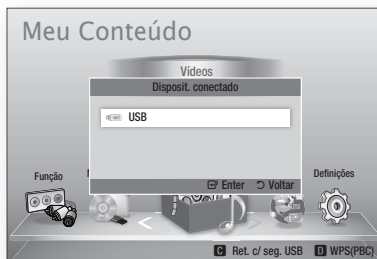 Meu Conteúdo
Vídeos
Disposit. conectado
USB
Função
Definições
Enter Voltar
C Ret. c/ seg. USB D WPS(PBC)